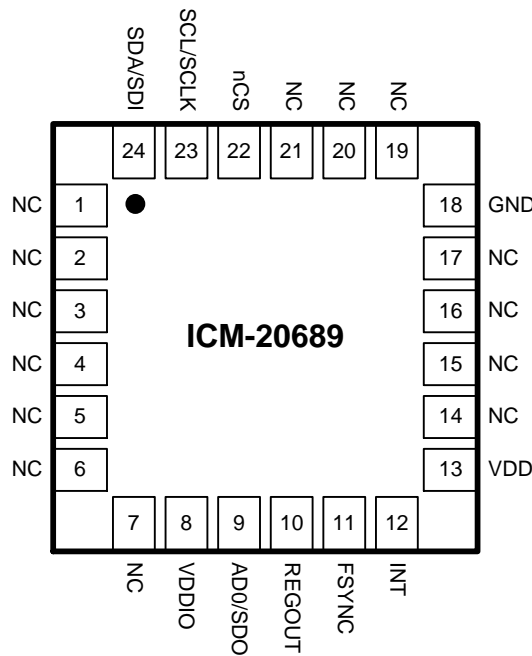 SDA/SDI SCL/SCLK nCS NC NC NC
24 23 22 21 20 19
NC 1 18 GND
NC 2 17 NC
NC 3 16 NC
ICM-20689
NC 4 15 NC
NC 5 14 NC
NC 6 13 VDD
7 8 9 10 11 12
NC VDDIO AD0/SDO REGOUT FSYNC INT